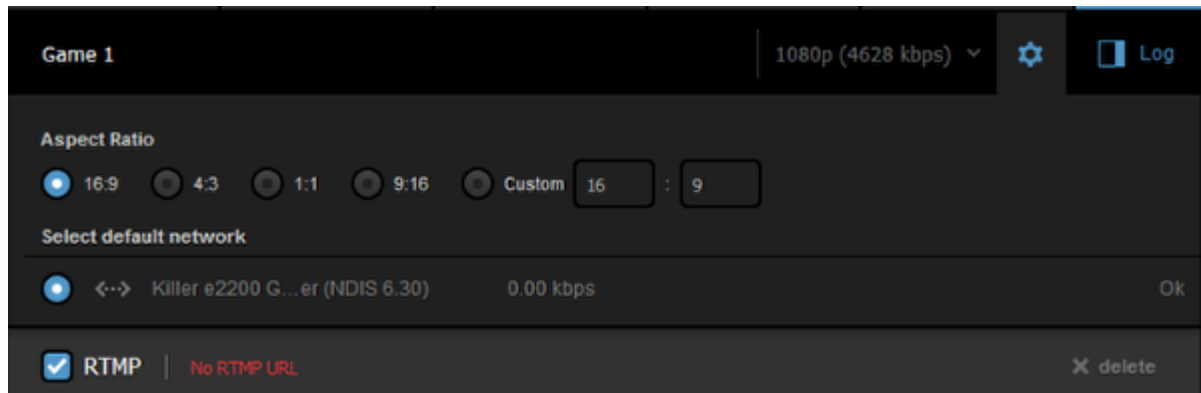 Game 1 1080p (4628 kbps) Log
Aspect Ratio
16:9 4:3 1:1 9:16 Custom 16 : 9
Select default network
Killer e2200 G...er (NDIS 6.30) 0.00 kbps Ok
RTMP No RTMP URL delete